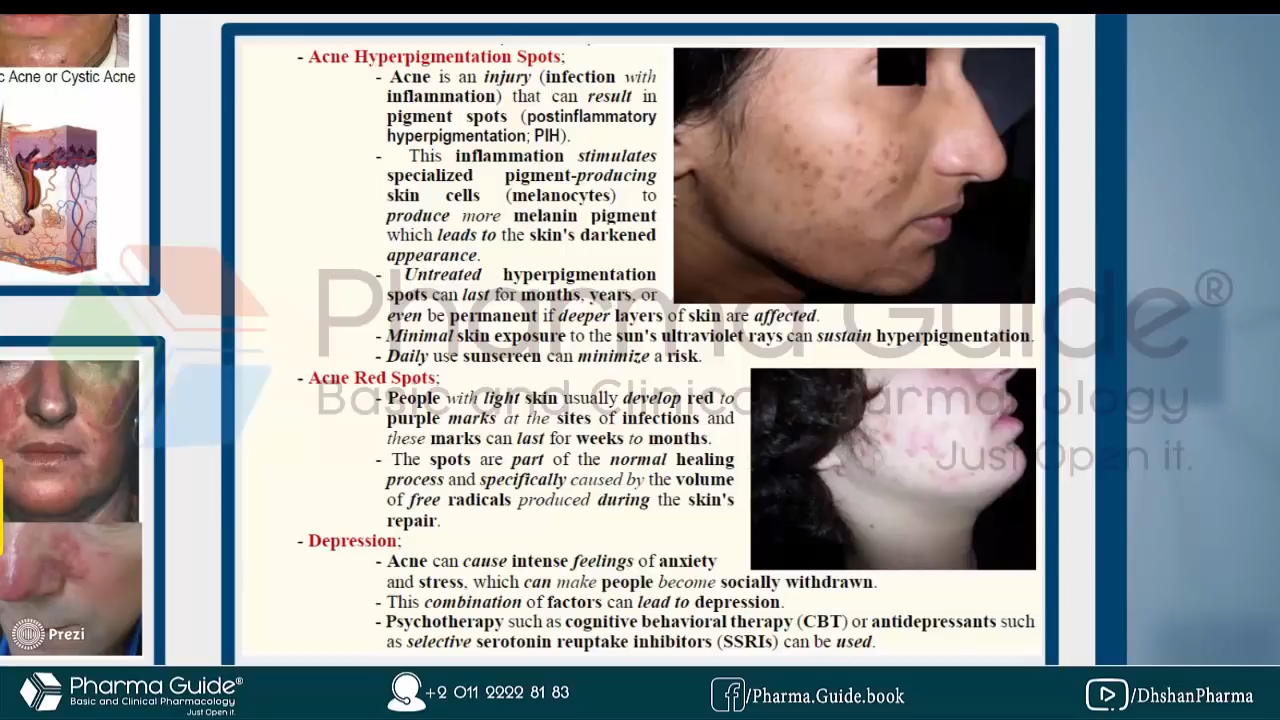 c Acne or Cystic Acne
- Acne Hyperpigmentation Spots;
- Acne is an injury (infection with
inflammation) that can result in
pigment spots (postinflammatory
hyperpigmentation; PIH).
- This inflammation stimulates
specialized pigment-producing
skin cells (melanocytes) to
produce more melanin pigment
which leads to the skin's darkened
appearance.
- Untreated hyperpigmentation
spots can last for months, years, or
even be permanent if deeper layers of skin are affected.
- Minimal skin exposure to the sun's ultraviolet rays can sustain hyperpigmentation.
- Daily use sunscreen can minimize a risk.
- Acne Red Spots;
- People with light skin usually develop red to
purple marks at the sites of infections and
these marks can last for weeks to months.
- The spots are part of the normal healing
process and specifically caused by the volume
of free radicals produced during the skin's
repair.
- Depression;
- Acne can cause intense feelings of anxiety
and stress, which can make people become socially withdrawn.
- This combination of factors can lead to depression.
- Psychotherapy such as cognitive behavioral therapy (CBT) or antidepressants such
as selective serotonin reuptake inhibitors (SSRIs) can be used.
Pharma Guide®
Basic and Clinical Pharmacology
Just Open it.
Prezi
Pharma Guide®
Basic and Clinical Pharmacology
Just Open it.
+2 011 2222 81 83
/Pharma.Guide.book
/DhshanPharma